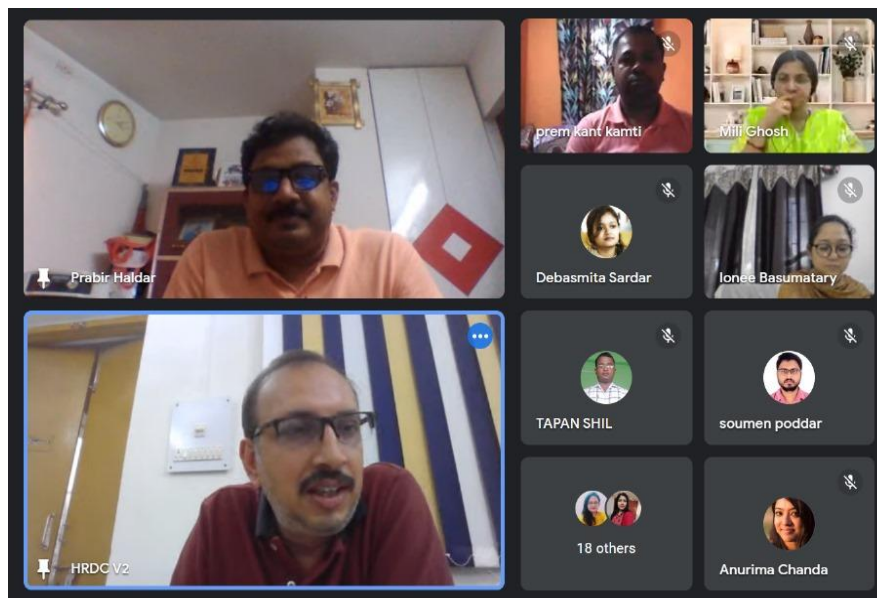 prem kant kamti
Mili Ghosh
Prabir Haldar
Debasmita Sardar
Ionee Basumatary
HRDC V2
TAPAN SHIL
soumen poddar
18 others
Anurima Chanda